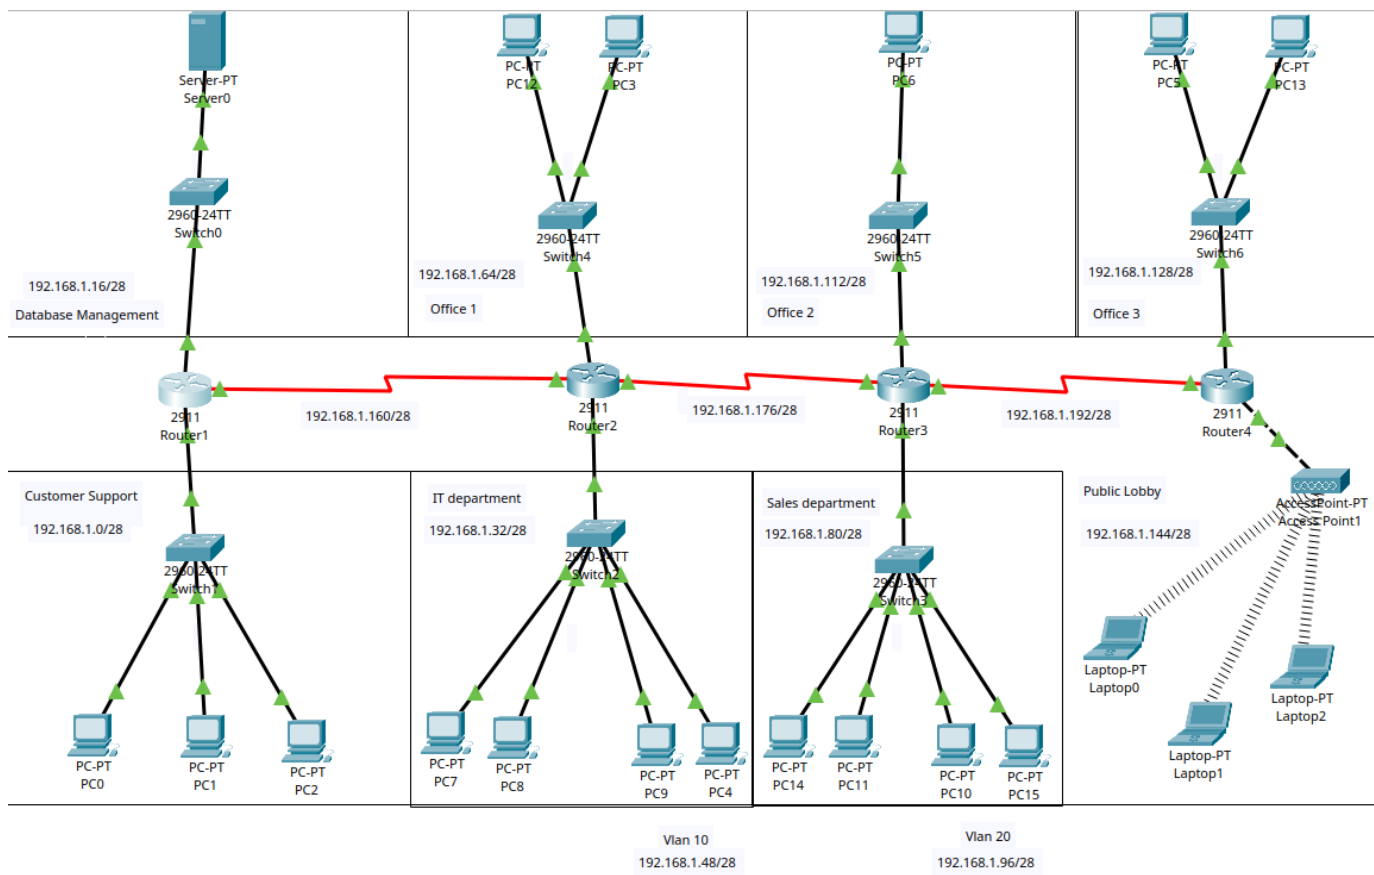 Server-PT
Server0
2960-24TT
Switch0
192.168.1.16/28
Database Management
PC-PT
PC12
PC-PT
PC3
2960-24TT
Switch4
192.168.1.64/28
Office 1
PC-PT
PC6
2960-24TT
Switch5
192.168.1.112/28
Office 2
PC-PT
PC5
PC-PT
PC13
2960-24TT
Switch6
192.168.1.128/28
Office 3
2911
Router1
192.168.1.160/28
2911
Router2
192.168.1.176/28
2911
Router3
192.168.1.192/28
2911
Router4
Customer Support
192.168.1.0/28
2960-24TT
Switch1
PC-PT
PC0
PC-PT
PC1
PC-PT
PC2
IT department
192.168.1.32/28
2960-24TT
Switch2
PC-PT
PC7
PC-PT
PC8
PC-PT
PC9
PC-PT
PC4
Sales department
192.168.1.80/28
2960-24TT
Switch3
PC-PT
PC14
PC-PT
PC11
PC-PT
PC10
PC-PT
PC15
Public Lobby
192.168.1.144/28
AccessPoint-PT
Access Point1
Laptop-PT
Laptop0
Laptop-PT
Laptop2
Laptop-PT
Laptop1
Vlan 10
192.168.1.48/28
Vlan 20
192.168.1.96/28